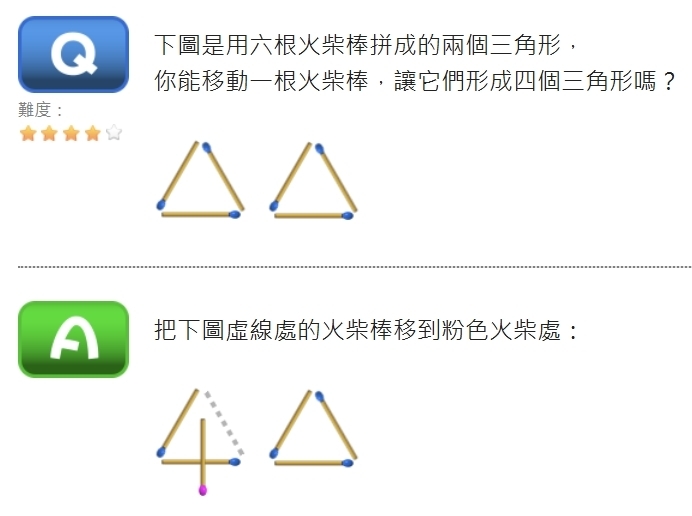 Q
下圖是用六根火柴棒拼成的兩個三角形，
你能移動一根火柴棒，讓它們形成四個三角形嗎？
難度：
A
把下圖虛線處的火柴棒移到粉色火柴處：